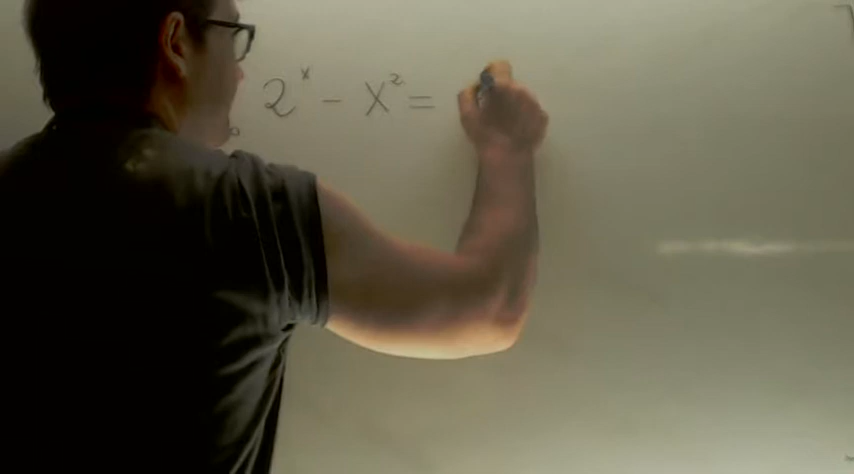 2ˣ - x² =